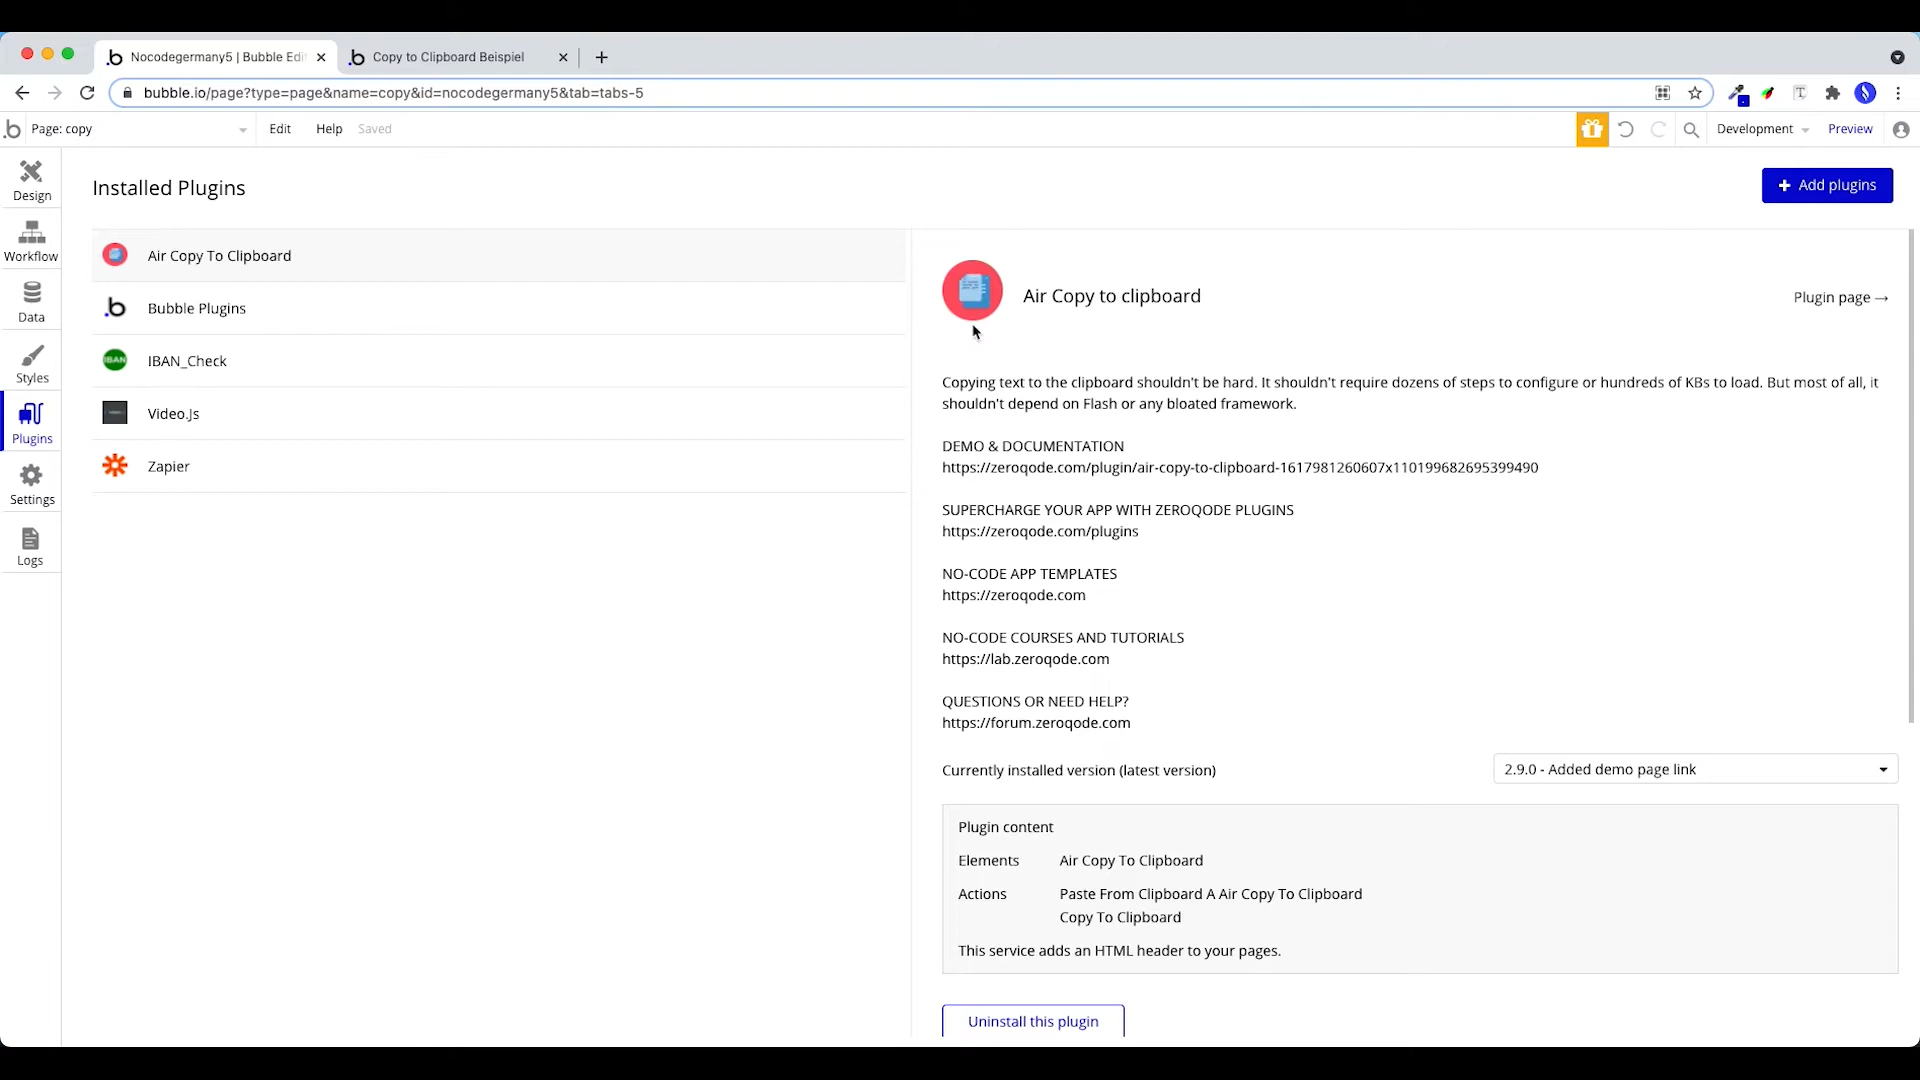 Nocodegermany5 | Bubble Edi
Copy to Clipboard Beispiel
bubble.io/page?type=page&name=copy&id=nocodegermany5&tab=tabs-5
Page: copy
Edit
Help
Saved
Development
Preview
Design
Workflow
Data
Styles
Plugins
Settings
Logs
Installed Plugins
+ Add plugins
Air Copy To Clipboard
Bubble Plugins
IBAN
IBAN_Check
Video.Js
Zapier
Air Copy to clipboard
Plugin page →
Copying text to the clipboard shouldn't be hard. It shouldn't require dozens of steps to configure or hundreds of KBs to load. But most of all, it
shouldn't depend on Flash or any bloated framework.
DEMO & DOCUMENTATION
https://zeroqode.com/plugin/air-copy-to-clipboard-1617981260607x110199682695399490
SUPERCHARGE YOUR APP WITH ZEROQODE PLUGINS
https://zeroqode.com/plugins
NO-CODE APP TEMPLATES
https://zeroqode.com
NO-CODE COURSES AND TUTORIALS
https://lab.zeroqode.com
QUESTIONS OR NEED HELP?
https://forum.zeroqode.com
Currently installed version (latest version)
2.9.0 - Added demo page link
Plugin content
Elements Air Copy To Clipboard
Actions Paste From Clipboard A Air Copy To Clipboard
Copy To Clipboard
This service adds an HTML header to your pages.
Uninstall this plugin